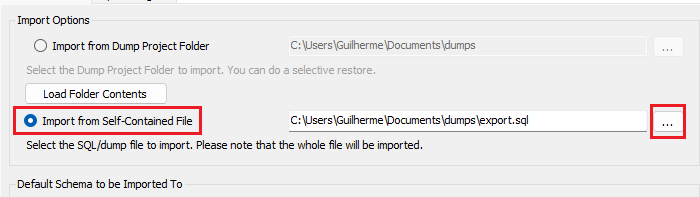 Import Options
Import from Dump Project Folder
C:\Users\Guilherme\Documents\dumps
...
Select the Dump Project Folder to import. You can do a selective restore.
Load Folder Contents
Import from Self-Contained File
C:\Users\Guilherme\Documents\dumps\export.sql
...
Select the SQL/dump file to import. Please note that the whole file will be imported.
Default Schema to be Imported To